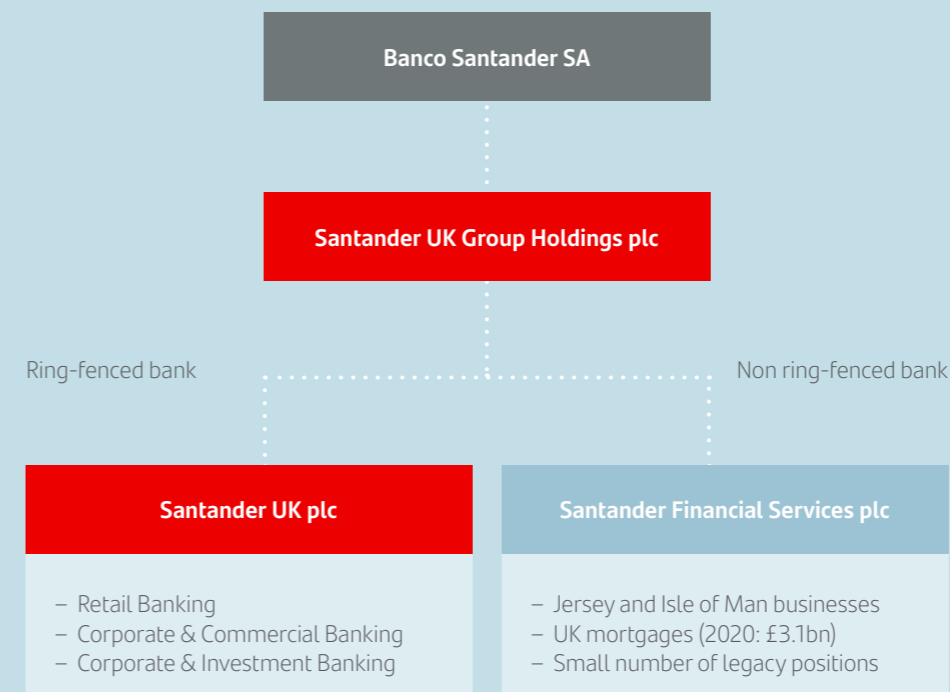 Banco Santander SA
Santander UK Group Holdings plc
Ring-fenced bank
Non ring-fenced bank
Santander UK plc
– Retail Banking
– Corporate & Commercial Banking
– Corporate & Investment Banking
Santander Financial Services plc
– Jersey and Isle of Man businesses
– UK mortgages (2020: £3.1bn)
– Small number of legacy positions